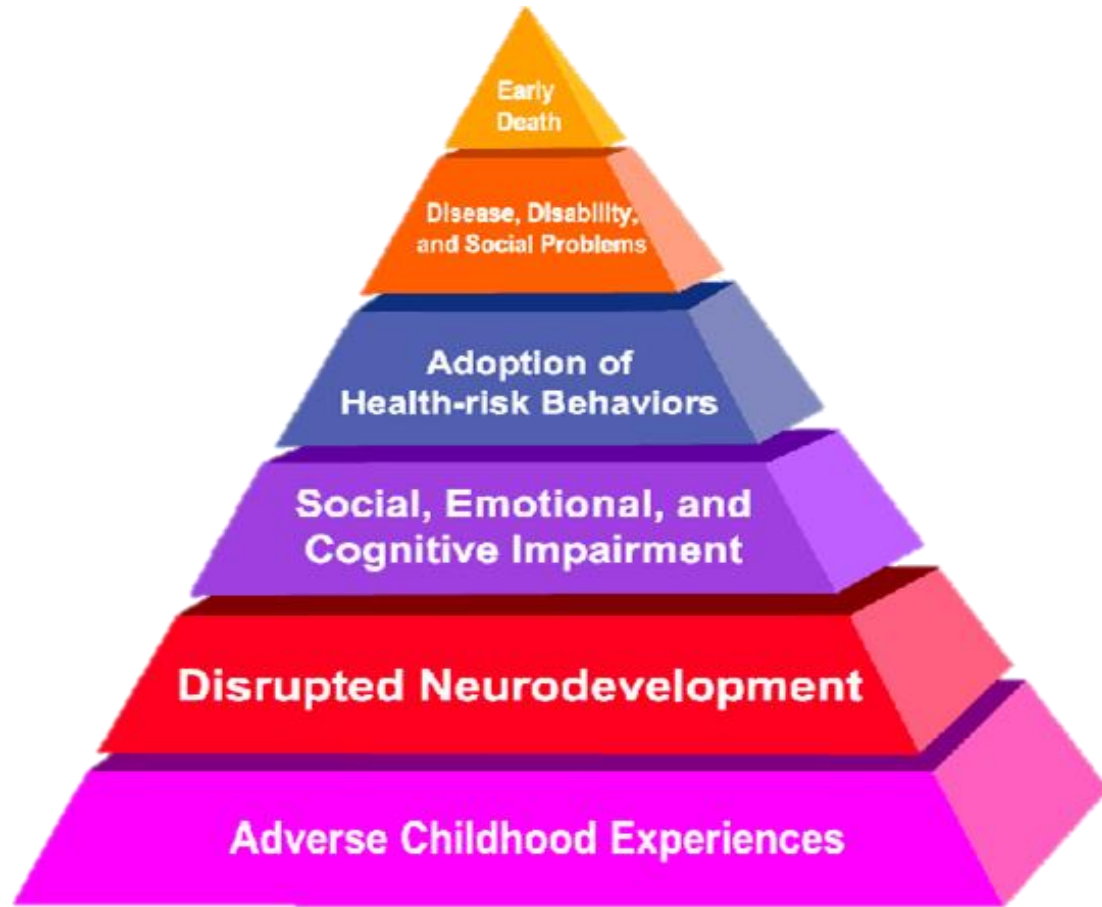 Early
Death
Disease, Disability,
and Social Problems
Adoption of
Health-risk Behaviors
Social, Emotional, and
Cognitive Impairment
Disrupted Neurodevelopment
Adverse Childhood Experiences